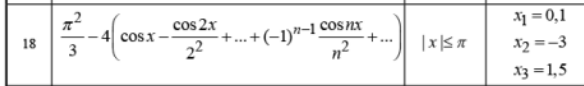 18 π²/3 − 4(cos x − cos 2x/2² + ... + (−1)ⁿ⁻¹ cos nx/n² + ...) | x |≤ π x₁ = 0,1
x₂ = −3
x₃ = 1,5